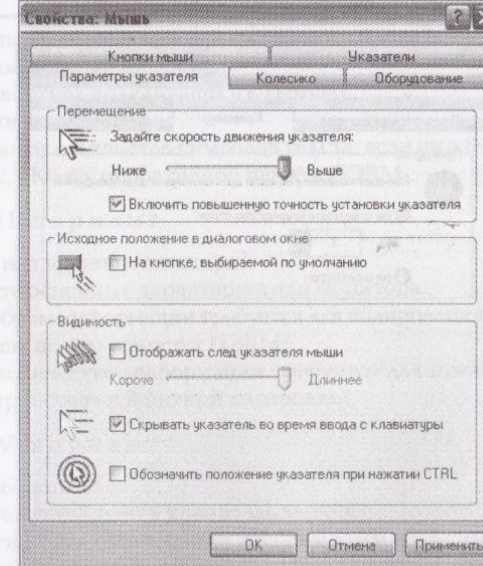 Свойства: Мышь
Кнопки мыши Указатели
Параметры указателя Колесико Оборудование
Перемещение
Задайте скорость движения указателя:
Ниже Выше
Включить повышенную точность установки указателя
Исходное положение в диалоговом окне
На кнопке, выбираемой по умолчанию
Видимость
Отображать след указателя мыши
Короче Длиннее
Скрывать указатель во время ввода с клавиатуры
Обозначить положение указателя при нажатии CTRL
OK Отмена Применить